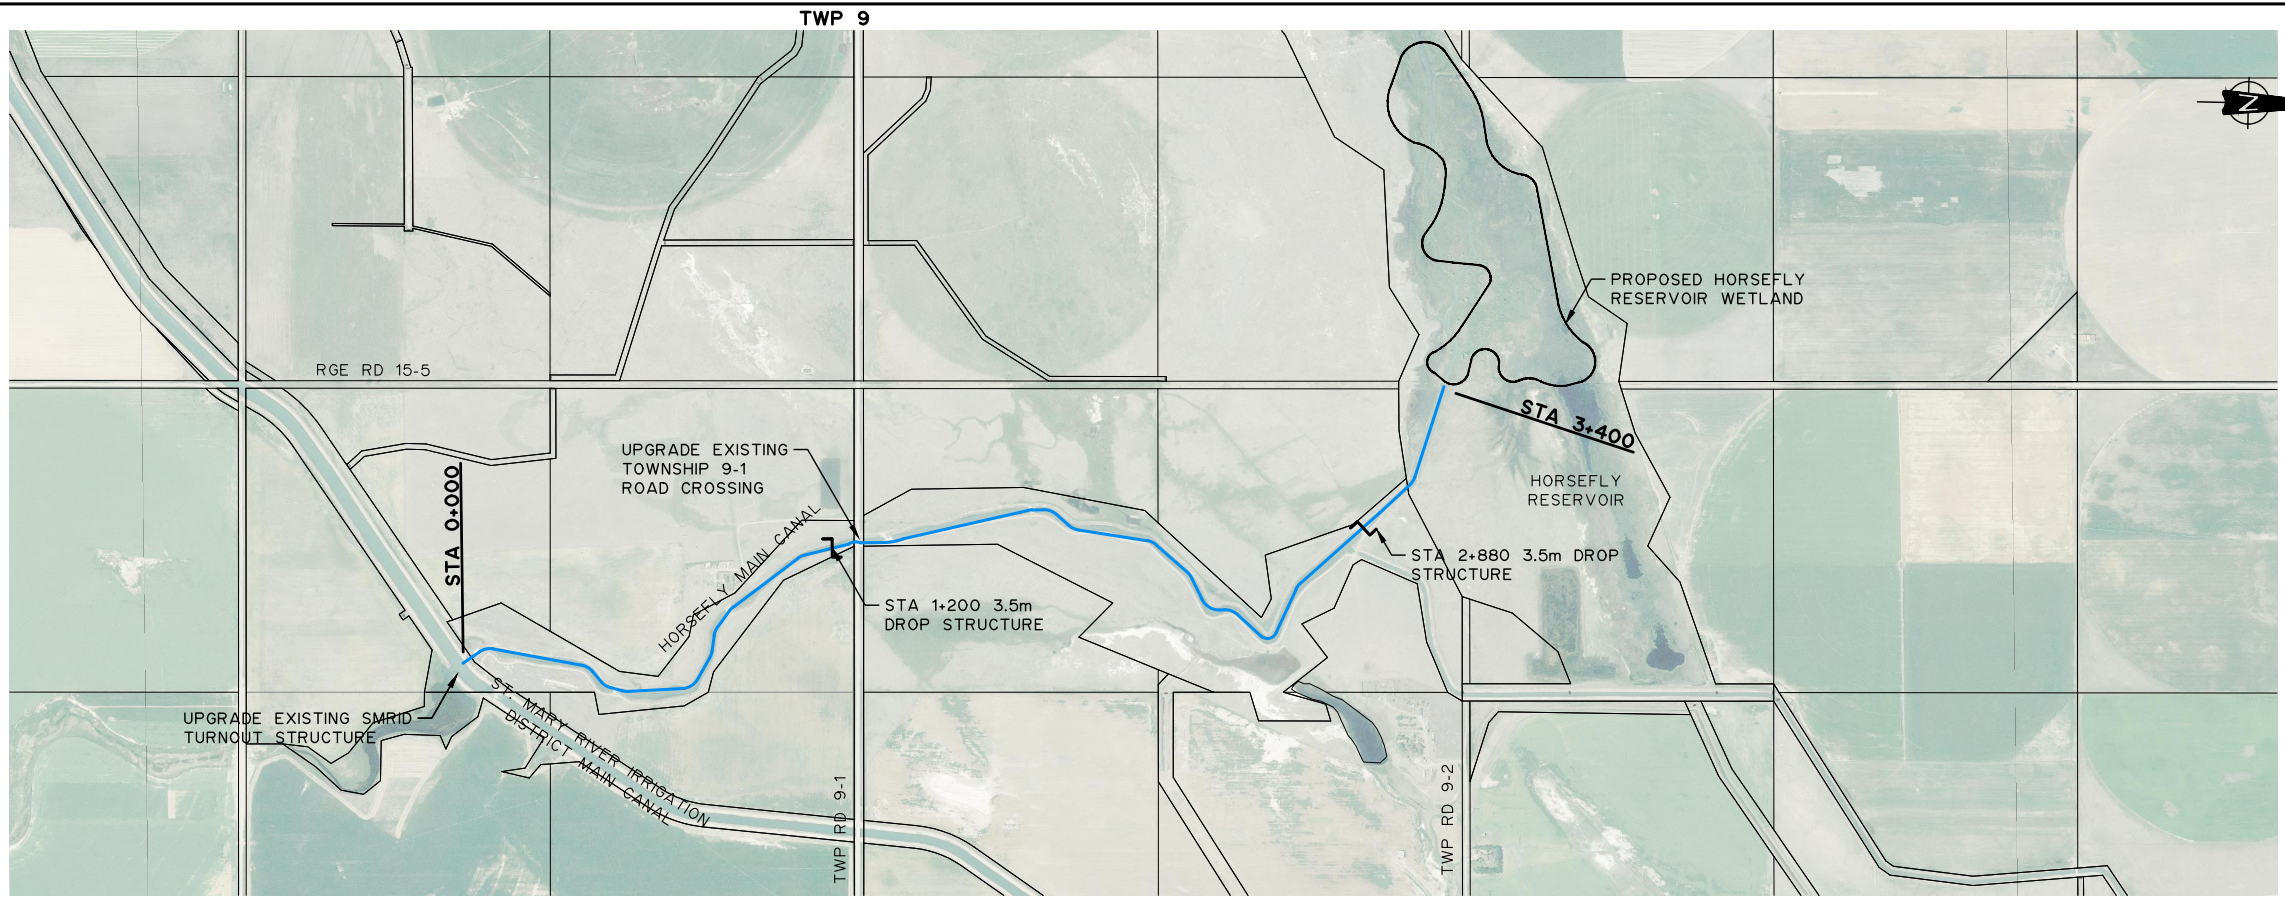 TWP 9
N
PROPOSED HORSEFLY
RESERVOIR WETLAND
RGE RD 15-5
STA 3+400
UPGRADE EXISTING
TOWNSHIP 9-1
ROAD CROSSING
STA 0+000
HORSEFLY
RESERVOIR
HORSEFLY MAIN CANAL
STA 2+880 3.5m DROP
STRUCTURE
STA 1+200 3.5m
DROP STRUCTURE
UPGRADE EXISTING SMRID
TURNOUT STRUCTURE
ST. MARY RIVER IRRIGATION
DISTRICT MAIN CANAL
TWP RD 9-1
TWP RD 9-2